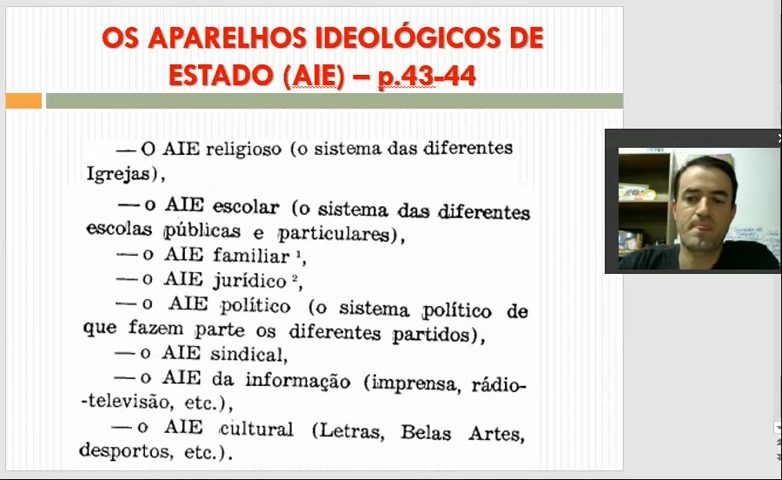 OS APARELHOS IDEOLÓGICOS DE
ESTADO (AIE) – p.43-44
— O AIE religioso (o sistema das diferentes
Igrejas),
— o AIE escolar (o sistema das diferentes
escolas públicas e particulares),
— o AIE familiar ¹,
— o AIE jurídico ²,
— o AIE político (o sistema político de
que fazem parte os diferentes partidos),
— o AIE sindical,
— o AIE da informação (imprensa, rádio-
-televisão, etc.),
— o AIE cultural (Letras, Belas Artes,
desportos, etc.).